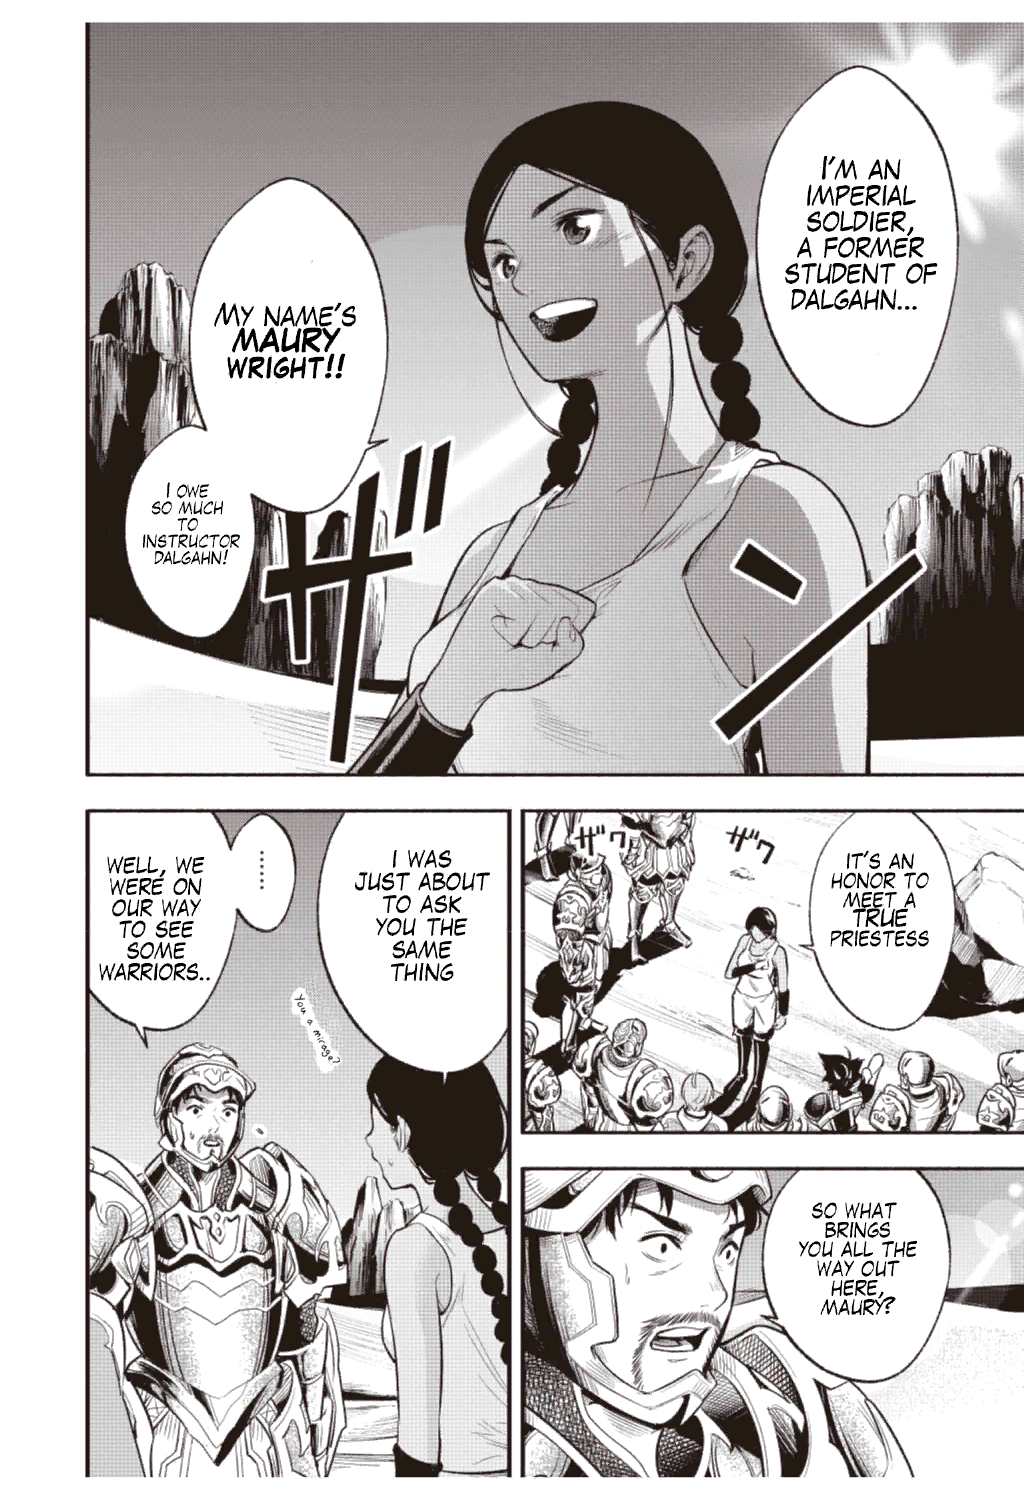 I'M AN
IMPERIAL
SOLDIER,
A FORMER
STUDENT OF
DALGAHN...
MY NAME'S
MAURY
WRIGHT!!
I OWE
SO MUCH
TO
INSTRUCTOR
DALGAHN!
ザン
IT'S AN
HONOR TO
MEET A
TRUE
PRIESTESS
ザワ
ザワ
SO WHAT
BRINGS
YOU ALL THE
WAY OUT
HERE,
MAURY?
I WAS
JUST ABOUT
TO ASK
YOU THE
SAME
THING
......
WELL, WE
WERE ON
OUR WAY
TO SEE
SOME
WARRIORS..
You a mirage?